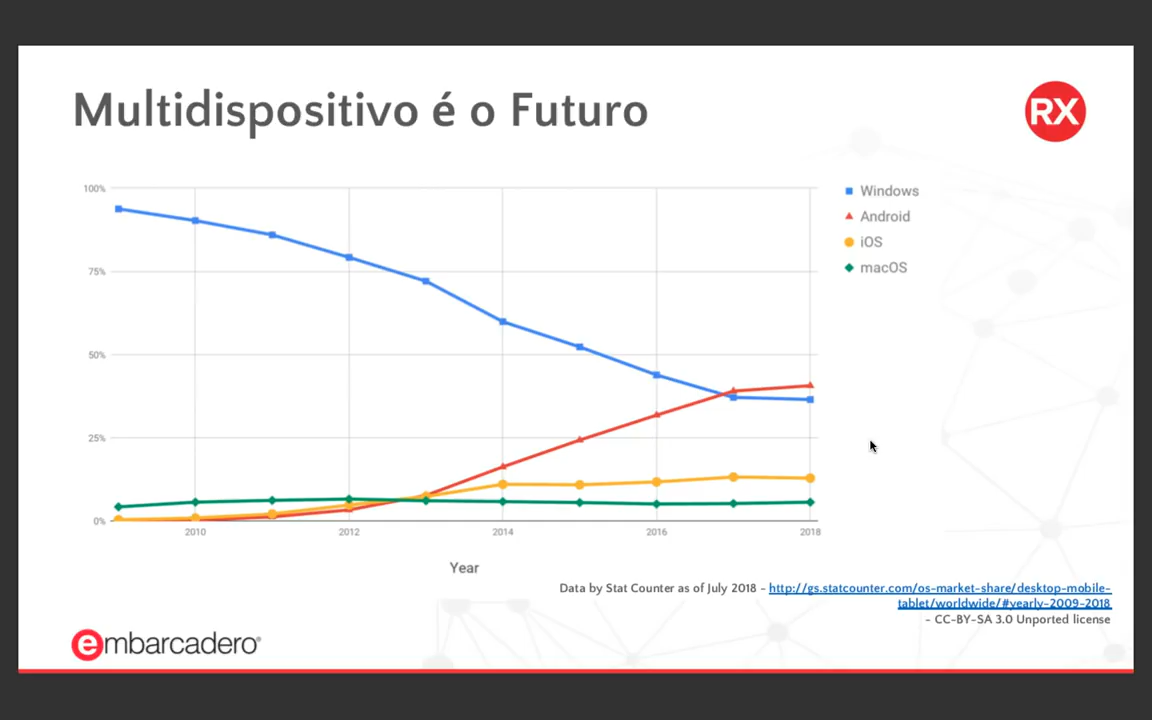 Multidispositivo é o Futuro
RX
100%
75%
50%
25%
0%
2010
2012
2014
2016
2018
Year
Windows
Android
iOS
macOS
Data by Stat Counter as of July 2018 - http://gs.statcounter.com/os-market-share/desktop-mobile-
tablet/worldwide/#yearly-2009-2018
- CC-BY-SA 3.0 Unported license
embarcadero®